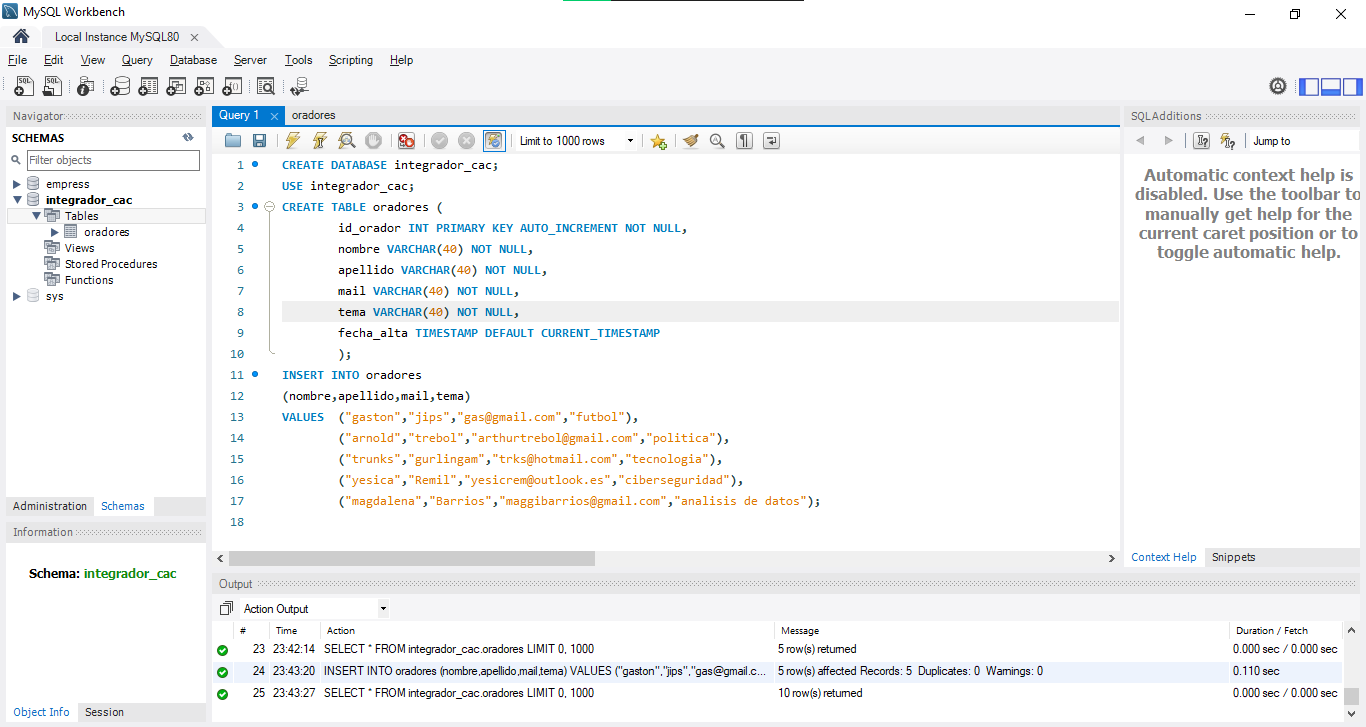 MySQL Workbench
Local Instance MySQL80
File Edit View Query Database Server Tools Scripting Help
Navigator
SCHEMAS
Filter objects
empress
integrador_cac
Tables
oradores
Views
Stored Procedures
Functions
sys
Administration Schemas
Information
Schema: integrador_cac
Object Info Session
Query 1 oradores
Limit to 1000 rows
1 CREATE DATABASE integrador_cac;
2 USE integrador_cac;
3 CREATE TABLE oradores (
4 id_orador INT PRIMARY KEY AUTO_INCREMENT NOT NULL,
5 nombre VARCHAR(40) NOT NULL,
6 apellido VARCHAR(40) NOT NULL,
7 mail VARCHAR(40) NOT NULL,
8 tema VARCHAR(40) NOT NULL,
9 fecha_alta TIMESTAMP DEFAULT CURRENT_TIMESTAMP
10 );
11 INSERT INTO oradores
12 (nombre,apellido,mail,tema)
13 VALUES ("gaston","jips","gas@gmail.com","futbol"),
14 ("arnold","trebol","arthurtrebol@gmail.com","politica"),
15 ("trunks","gurlingam","trks@hotmail.com","tecnologia"),
16 ("yesica","Remil","yesicrem@outlook.es","ciberseguridad"),
17 ("magdalena","Barrios","maggibarrios@gmail.com","analisis de datos");
18
SQLAdditions
Jump to
Automatic context help is
disabled. Use the toolbar to
manually get help for the
current caret position or to
toggle automatic help.
Context Help Snippets
Output
Action Output
# Time Action Message Duration / Fetch
23 23:42:14 SELECT * FROM integrador_cac.oradores LIMIT 0, 1000 5 row(s) returned 0.000 sec / 0.000 sec
24 23:43:20 INSERT INTO oradores (nombre,apellido,mail,tema) VALUES ("gaston","jips","gas@gmail.c... 5 row(s) affected Records: 5 Duplicates: 0 Warnings: 0 0.110 sec
25 23:43:27 SELECT * FROM integrador_cac.oradores LIMIT 0, 1000 10 row(s) returned 0.000 sec / 0.000 sec